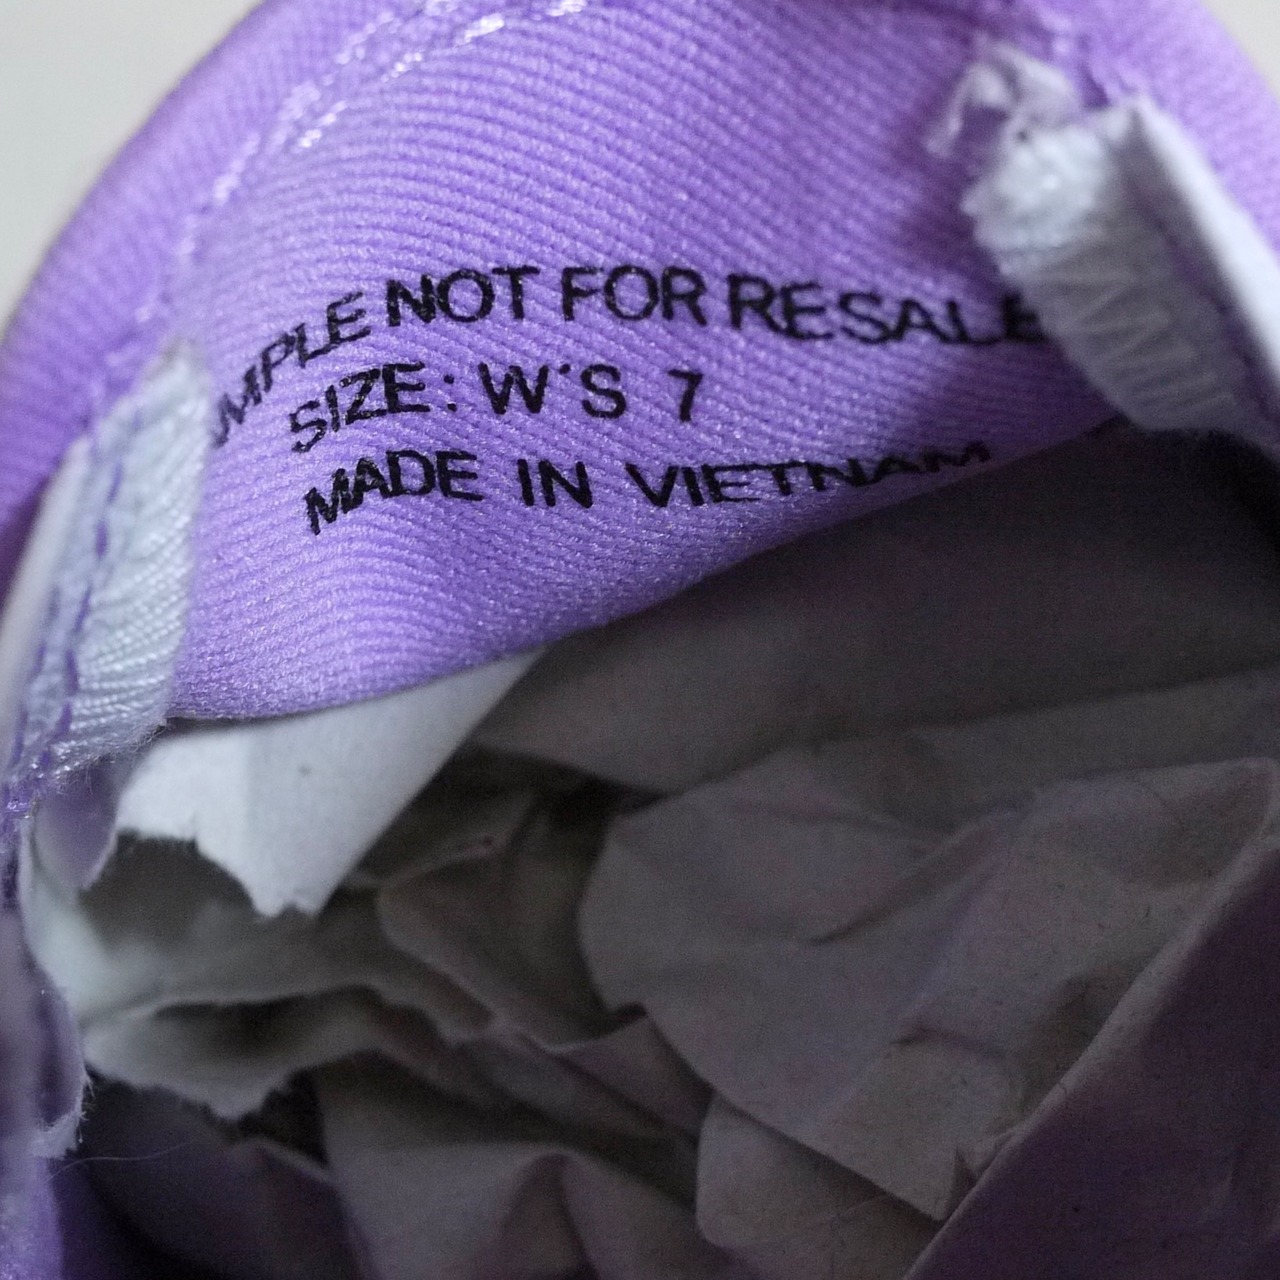 MPLE NOT FOR RESALE
SIZE: W'S 7
MADE IN VIETNAM